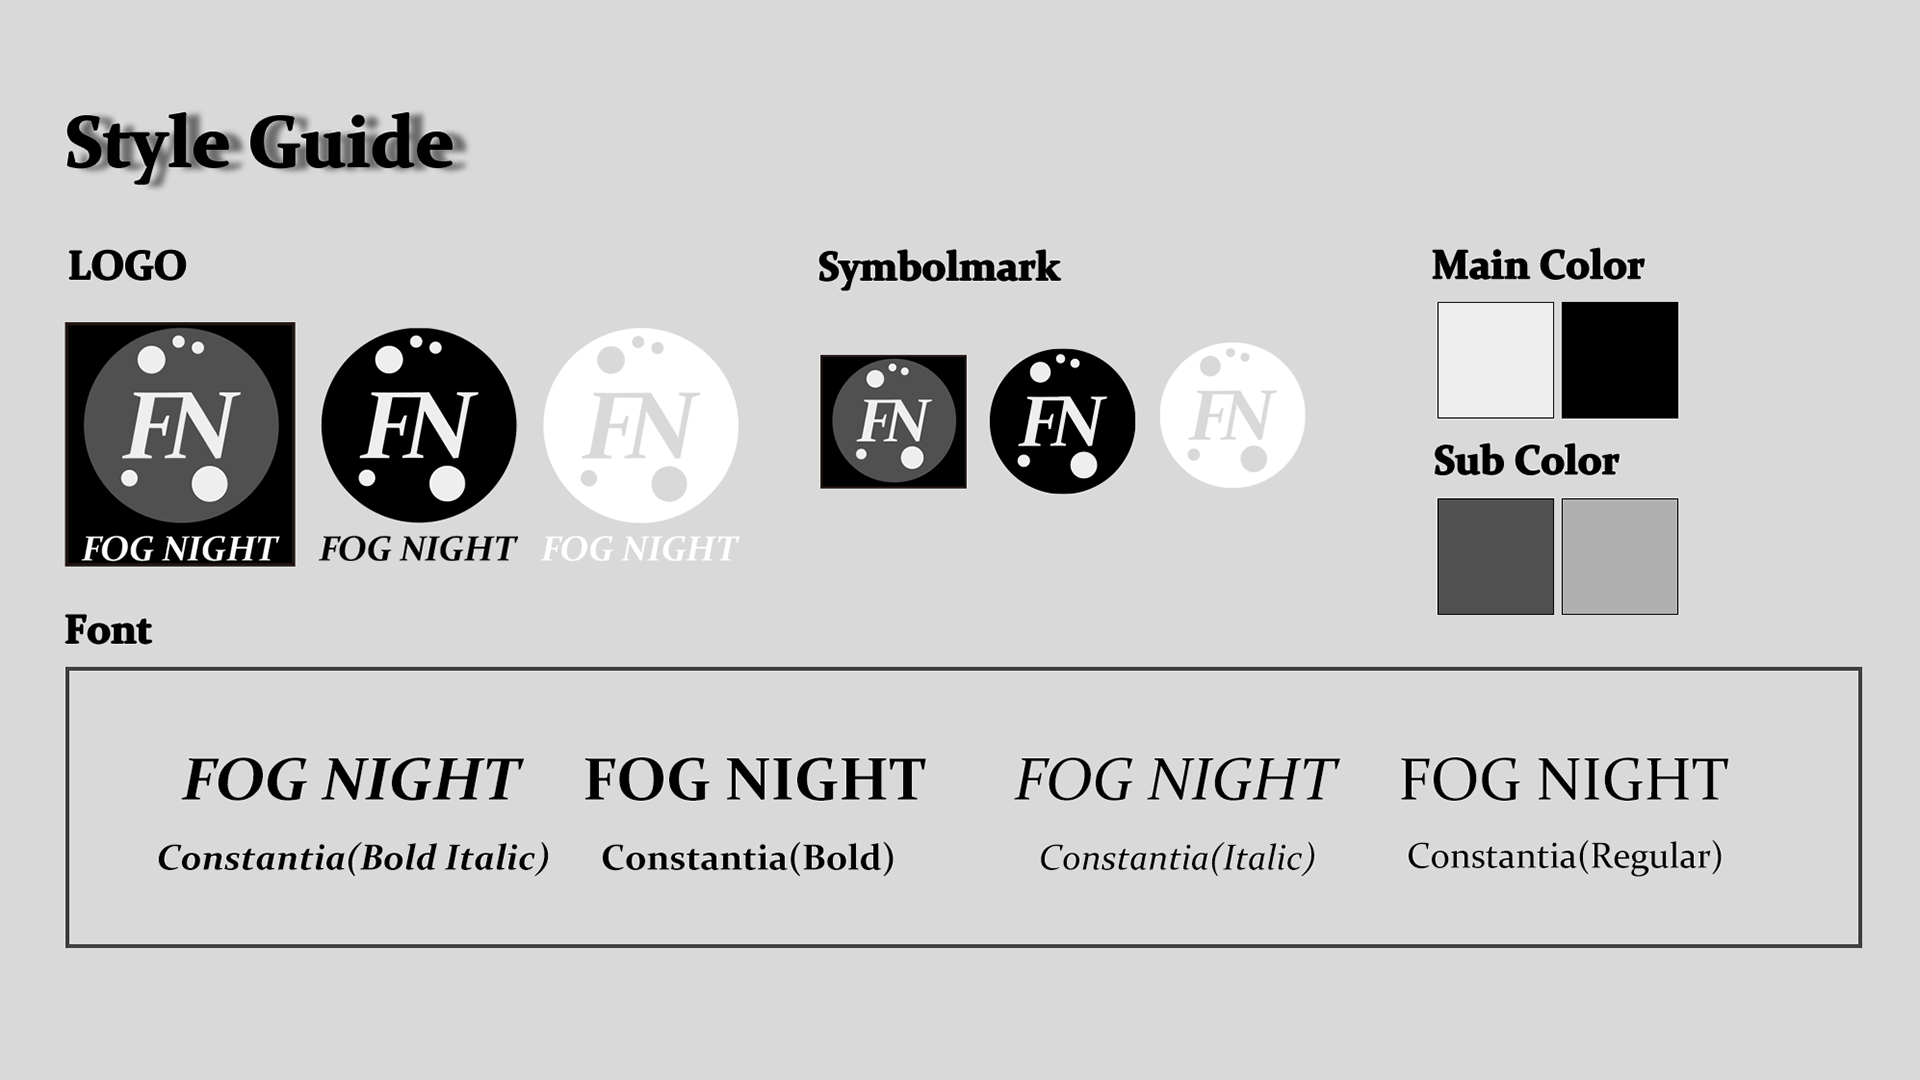 Style Guide
LOGO
FN
FOG NIGHT
FN
FOG NIGHT
FN
FOG NIGHT
Symbolmark
FN
FN
FN
Main Color
Sub Color
Font
FOG NIGHT
Constantia(Bold Italic)
FOG NIGHT
Constantia(Bold)
FOG NIGHT
Constantia(Italic)
FOG NIGHT
Constantia(Regular)